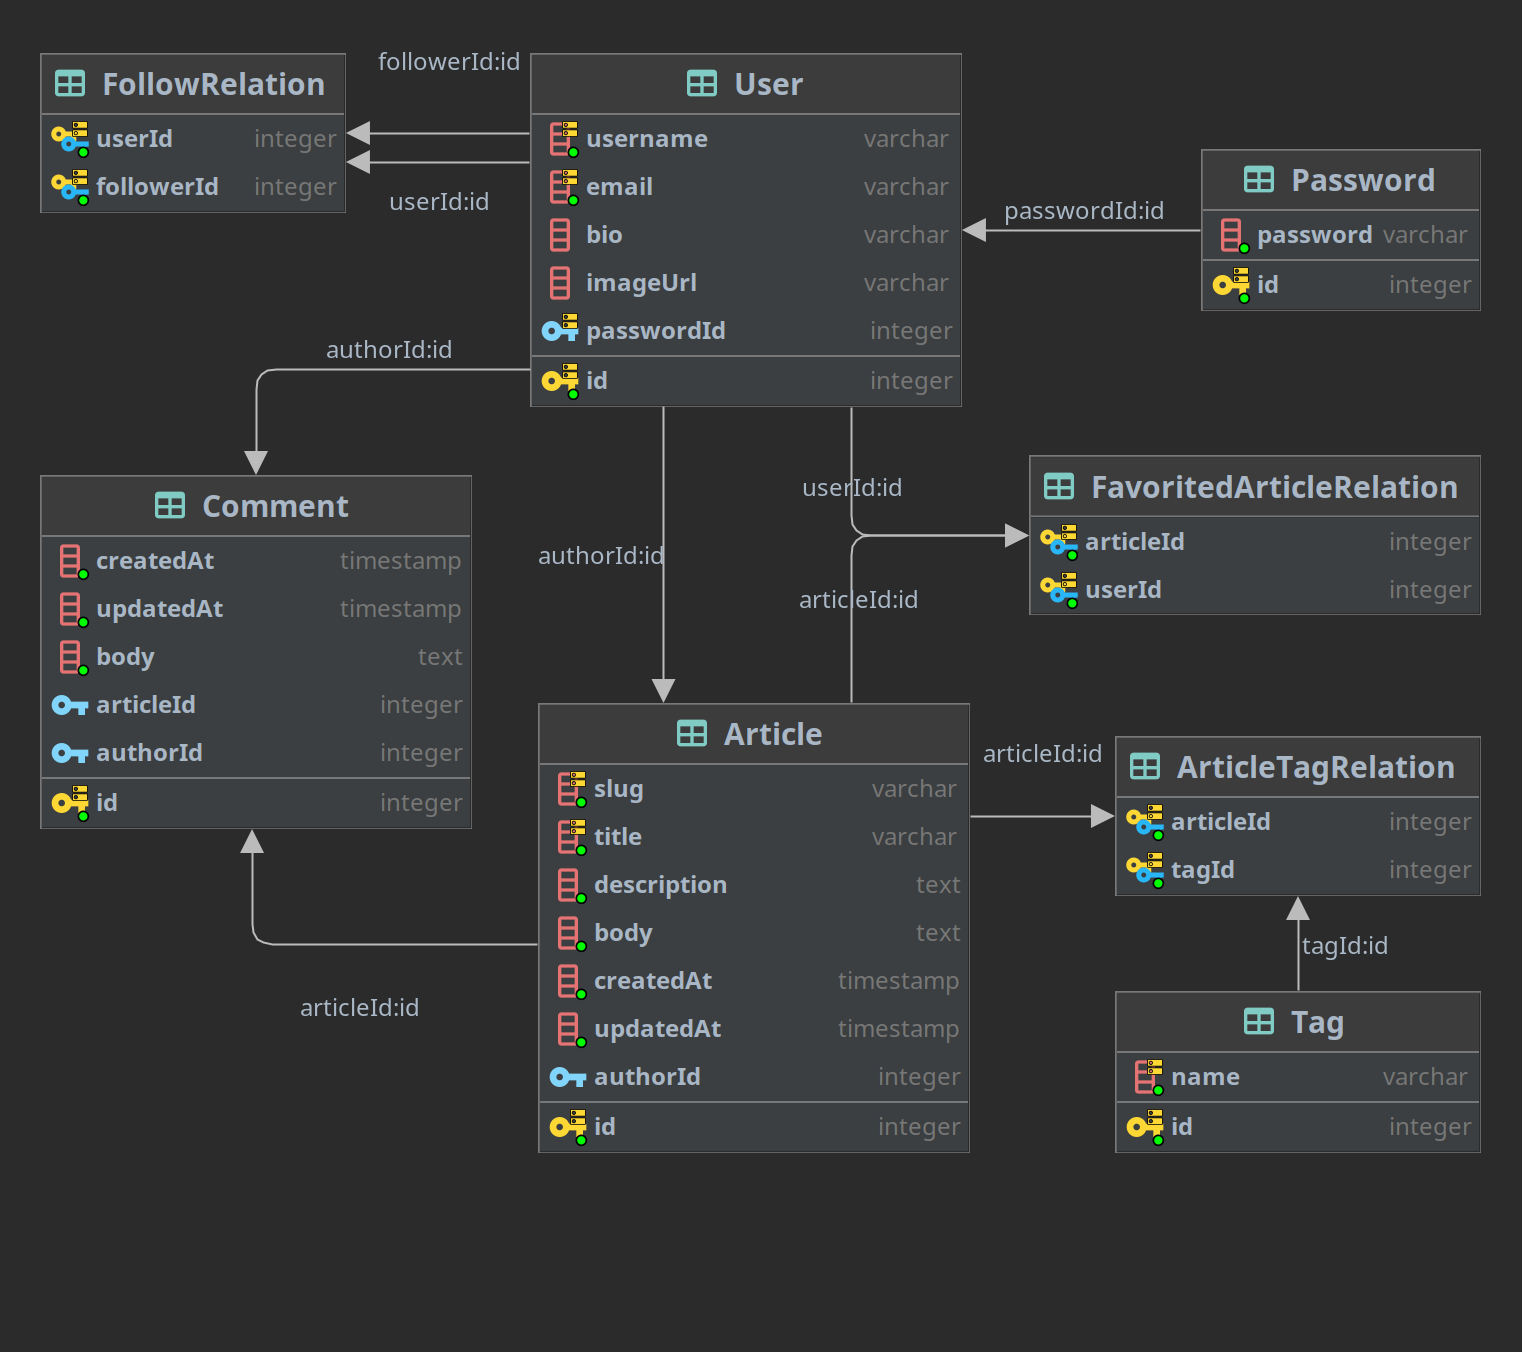 FollowRelation
userId integer
followerId integer
followerId:id
userId:id
User
username varchar
email varchar
bio varchar
imageUrl varchar
passwordId integer
id integer
passwordId:id
Password
password varchar
id integer
authorId:id
Comment
createdAt timestamp
updatedAt timestamp
body text
articleId integer
authorId integer
id integer
authorId:id
userId:id
articleId:id
FavoritedArticleRelation
articleId integer
userId integer
Article
slug varchar
title varchar
description text
body text
createdAt timestamp
updatedAt timestamp
authorId integer
id integer
articleId:id
articleId:id
ArticleTagRelation
articleId integer
tagId integer
tagId:id
Tag
name varchar
id integer